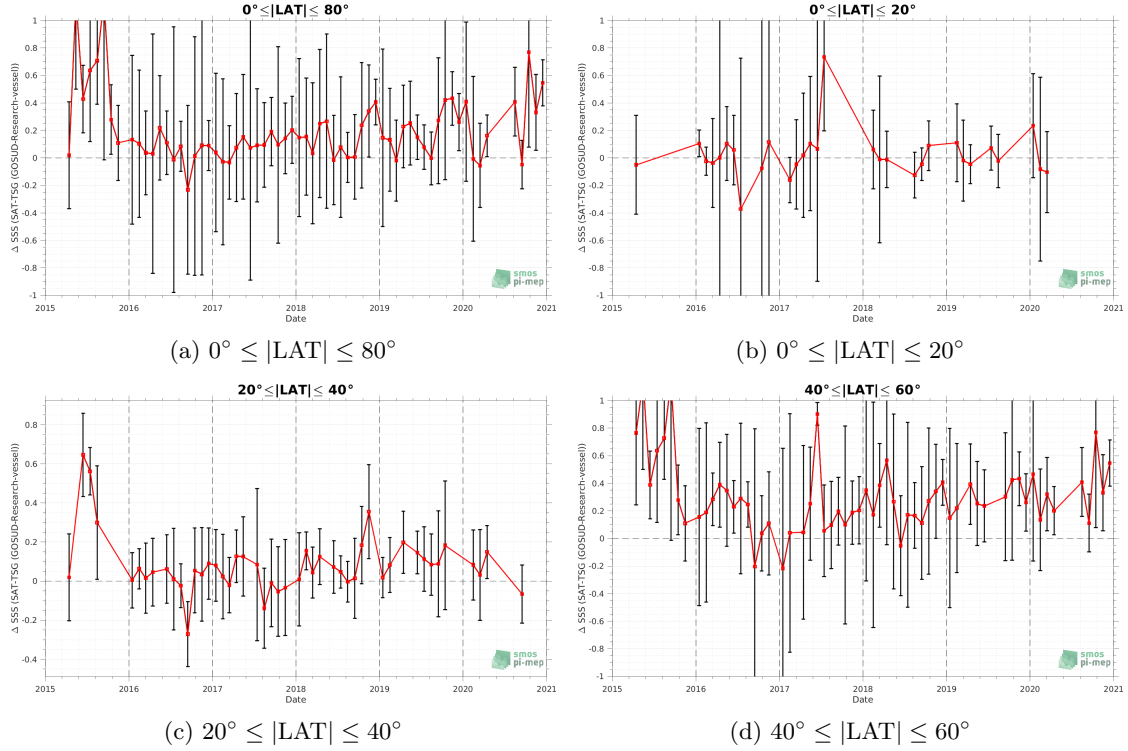 0°≤|LAT|≤ 80°
Δ SSS (SAT-TSG (GOSUD-Research-vessel))
1
0.8
0.6
0.4
0.2
0
-0.2
-0.4
-0.6
-0.8
-1
2015 2016 2017 2018 2019 2020 2021
Date
smos
pi-mep
(a) 0° ≤ |LAT| ≤ 80°
0°≤|LAT|≤ 20°
Δ SSS (SAT-TSG (GOSUD-Research-vessel))
1
0.8
0.6
0.4
0.2
0
-0.2
-0.4
-0.6
-0.8
-1
2015 2016 2017 2018 2019 2020 2021
Date
smos
pi-mep
(b) 0° ≤ |LAT| ≤ 20°
20°≤|LAT|≤ 40°
Δ SSS (SAT-TSG (GOSUD-Research-vessel))
0.8
0.6
0.4
0.2
0
-0.2
-0.4
2015 2016 2017 2018 2019 2020 2021
Date
smos
pi-mep
(c) 20° ≤ |LAT| ≤ 40°
40°≤|LAT|≤ 60°
Δ SSS (SAT-TSG (GOSUD-Research-vessel))
1
0.8
0.6
0.4
0.2
0
-0.2
-0.4
-0.6
-0.8
-1
2015 2016 2017 2018 2019 2020 2021
Date
smos
pi-mep
(d) 40° ≤ |LAT| ≤ 60°